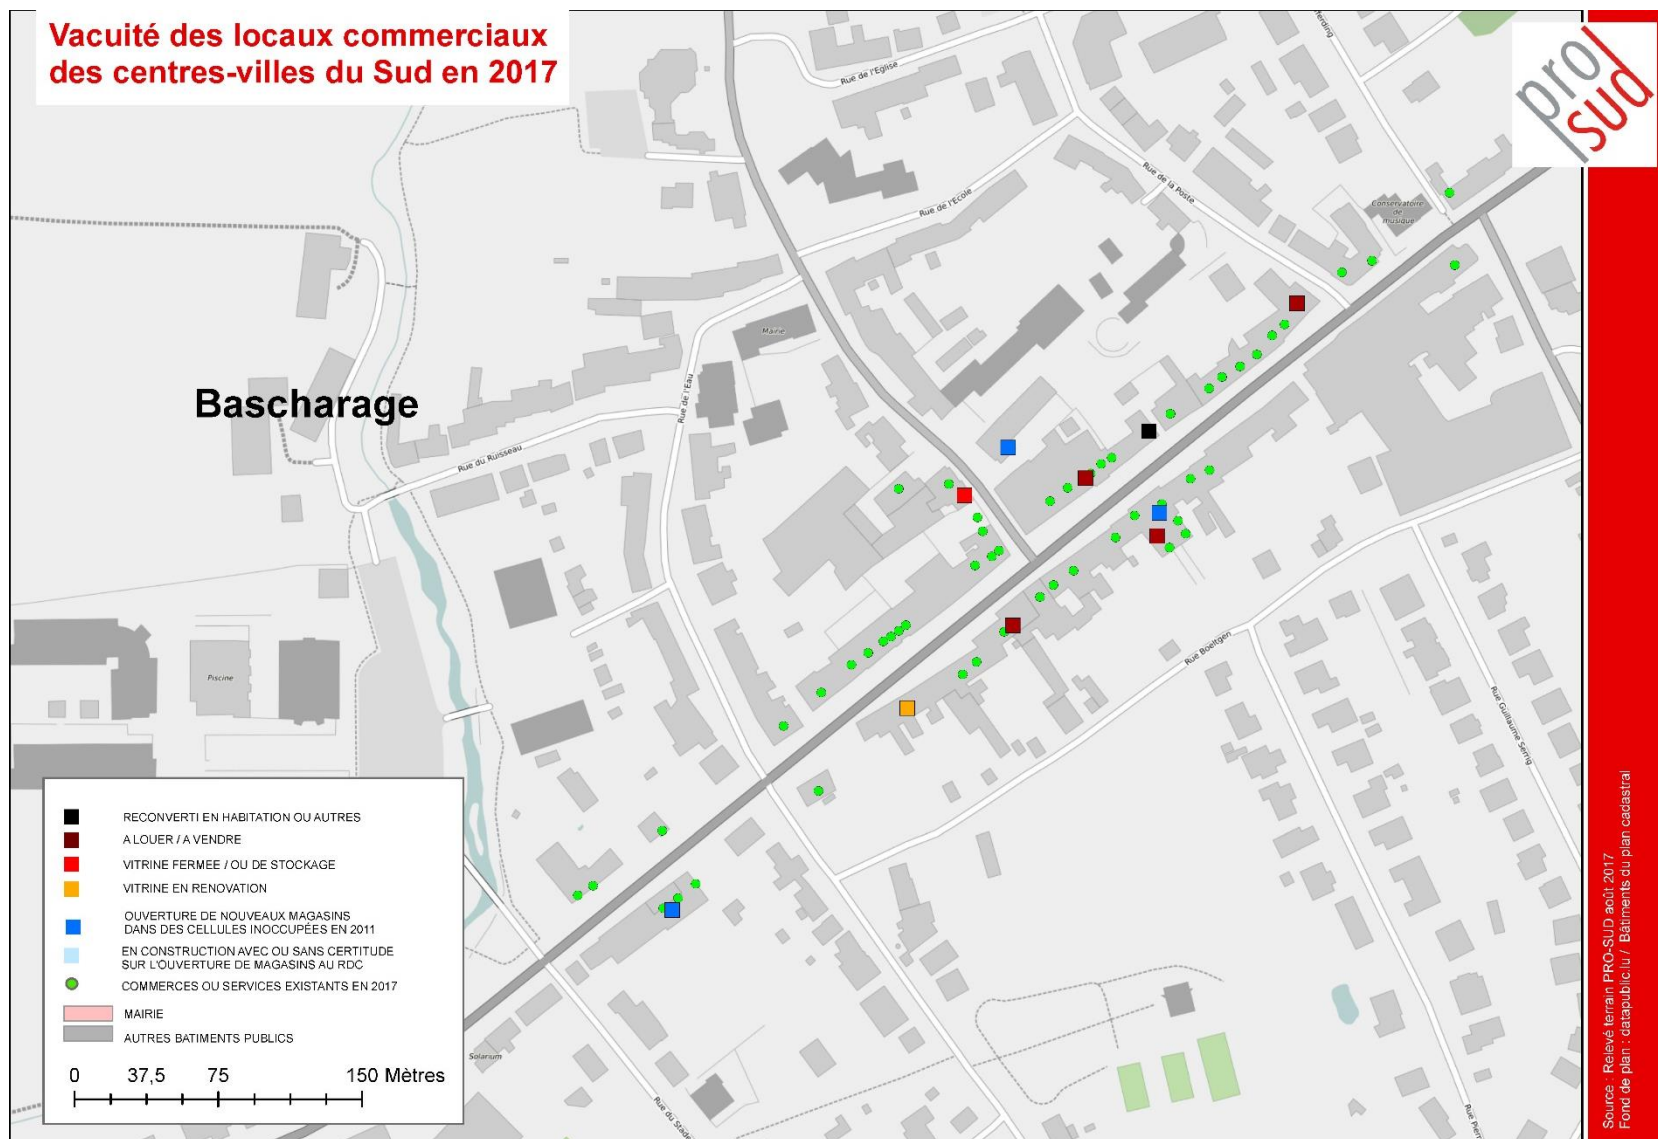 Vacuité des locaux commerciaux
des centres-villes du Sud en 2017
pro
sud
Rue de l'Eglise
Rue de la Poste
Rue de l'Ecole
Conservatoire
de
musique
Mairie
Rue de l'Eau
Bascharage
Rue du Ruisseau
Piscine
Rue Boeltgen
Rue Guillaume Serrig
RECONVERTI EN HABITATION OU AUTRES
A LOUER / A VENDRE
VITRINE FERMEE / OU DE STOCKAGE
VITRINE EN RENOVATION
OUVERTURE DE NOUVEAUX MAGASINS
DANS DES CELLULES INOCCUPÉES EN 2011
EN CONSTRUCTION AVEC OU SANS CERTITUDE
SUR L'OUVERTURE DE MAGASINS AU RDC
COMMERCES OU SERVICES EXISTANTS EN 2017
MAIRIE
AUTRES BATIMENTS PUBLICS
0 37,5 75 150 Mètres
Solarium
Rue du Stade
Rue Pierr
Source : Relevé terrain PRO-SUD août 2017
Fond de plan : datapublic.lu / Bâtiments du plan cadastral